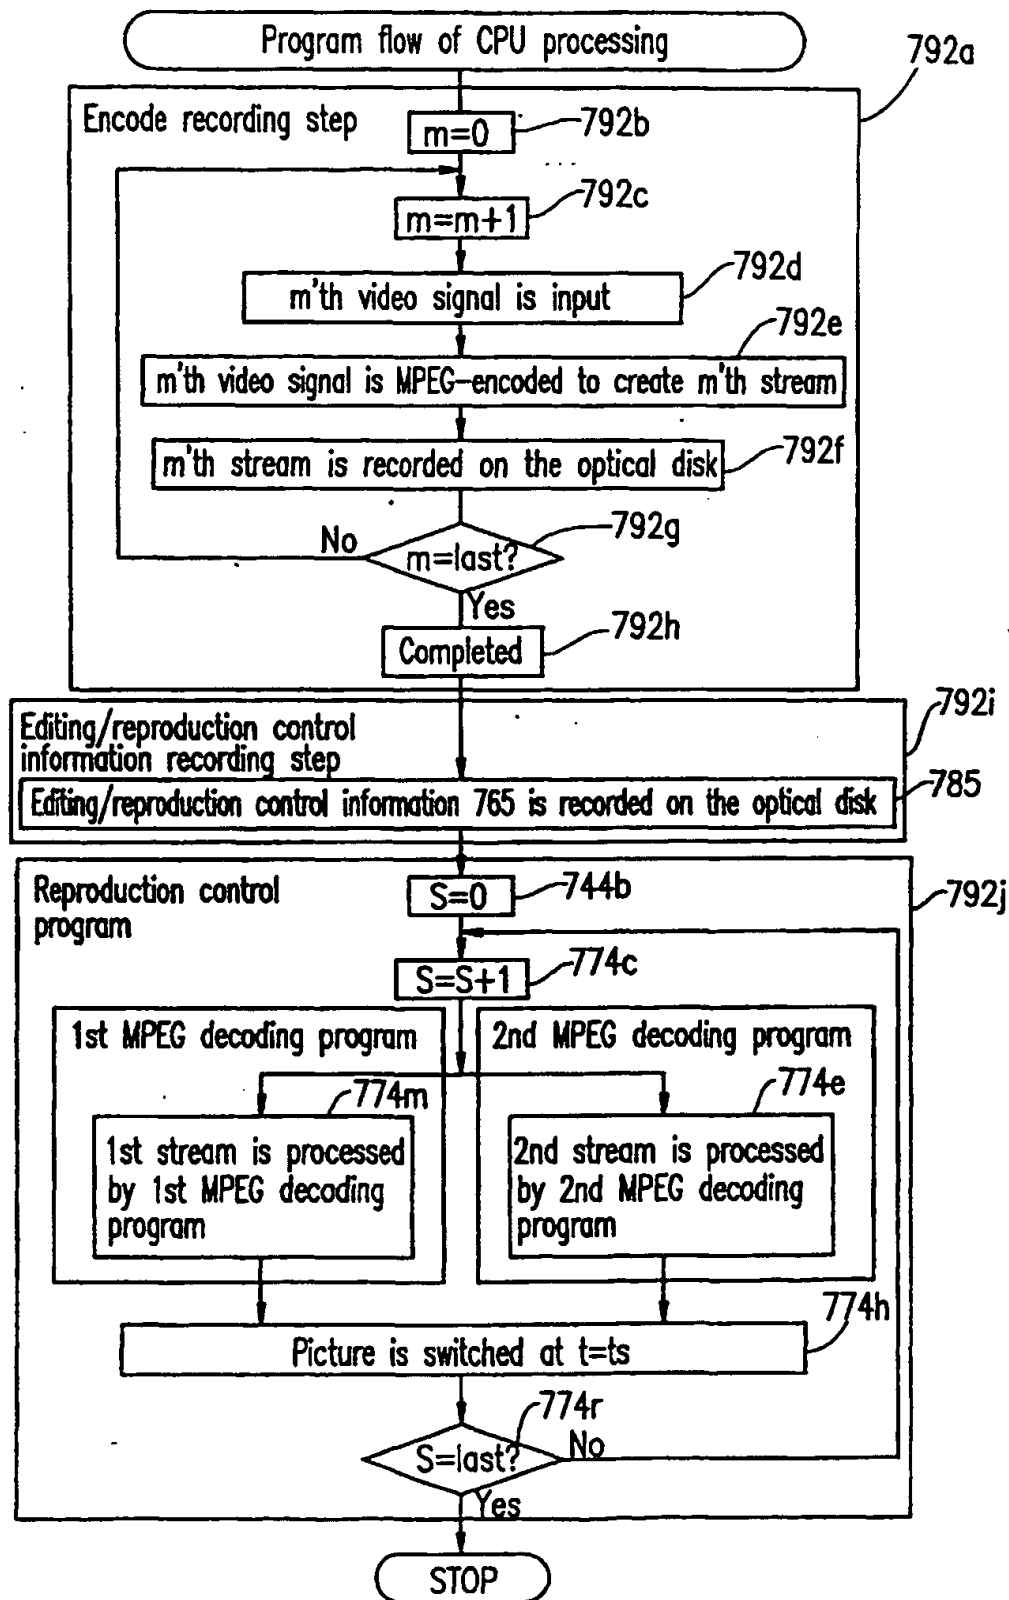 Program flow of CPU processing
792a
Encode recording step
m=0
792b
m=m+1
792c
m'th video signal is input
792d
792e
m'th video signal is MPEG-encoded to create m'th stream
m'th stream is recorded on the optical disk
792f
No
m=last?
792g
Yes
Completed
792h
792i
Editing/reproduction control
information recording step
785
Editing/reproduction control information 765 is recorded on the optical disk
Reproduction control
program
S=0
744b
792j
S=S+1
774c
1st MPEG decoding program
2nd MPEG decoding program
774m
774e
1st stream is processed
by 1st MPEG decoding
program
2nd stream is processed
by 2nd MPEG decoding
program
774h
Picture is switched at t=ts
774r
S=last?
No
Yes
STOP